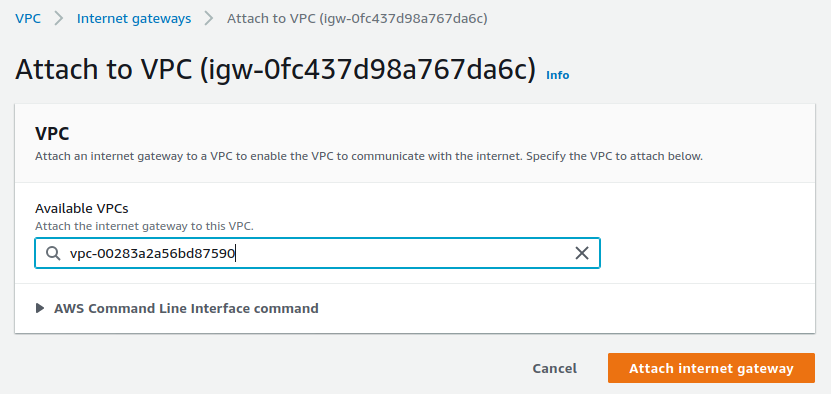 VPC > Internet gateways > Attach to VPC (igw-0fc437d98a767da6c)
Attach to VPC (igw-0fc437d98a767da6c) Info
VPC
Attach an internet gateway to a VPC to enable the VPC to communicate with the internet. Specify the VPC to attach below.
Available VPCs
Attach the internet gateway to this VPC.
vpc-00283a2a56bd87590
AWS Command Line Interface command
Cancel Attach internet gateway